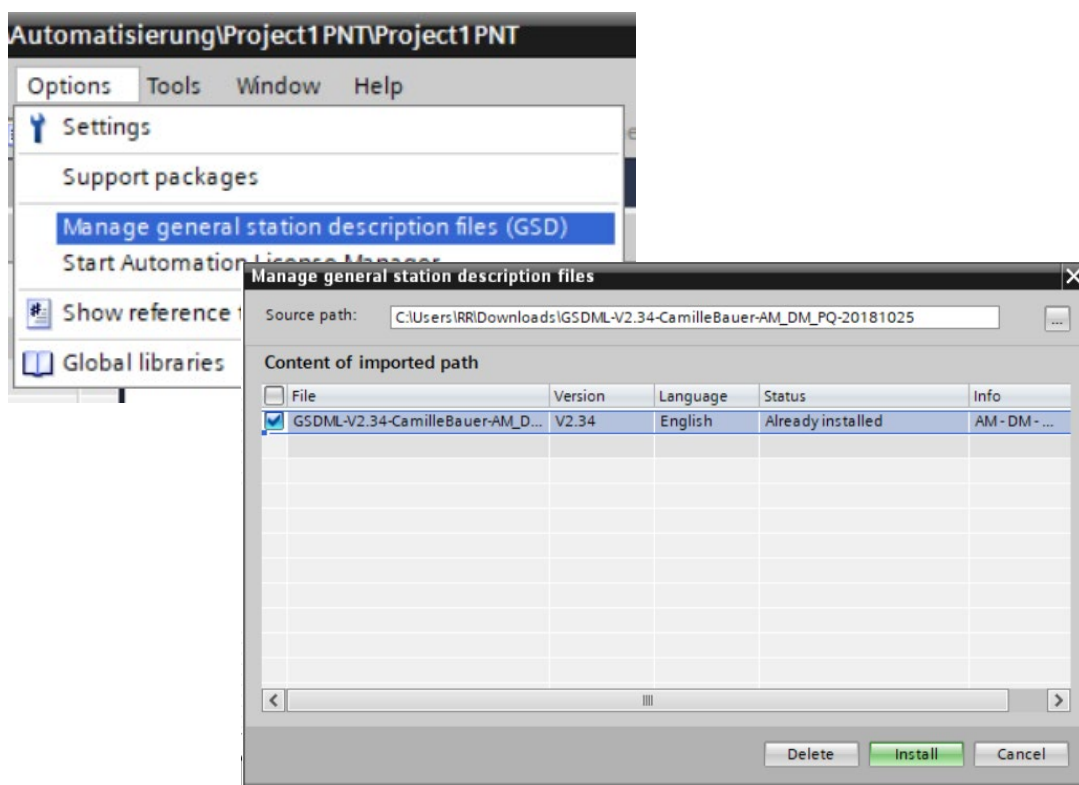 Automatisierung\Project1PNT\Project1PNT
Options Tools Window Help
Settings
Support packages
Manage general station description files (GSD)
Start Automation License Manager
Show reference
Global libraries
Manage general station description files
Source path: C:\Users\RR\Downloads\GSDML-V2.34-CamilleBauer-AM_DM_PQ-20181025 ...
Content of imported path
File Version Language Status Info
GSDML-V2.34-CamilleBauer-AM_D... V2.34 English Already installed AM - DM - ...
Delete Install Cancel